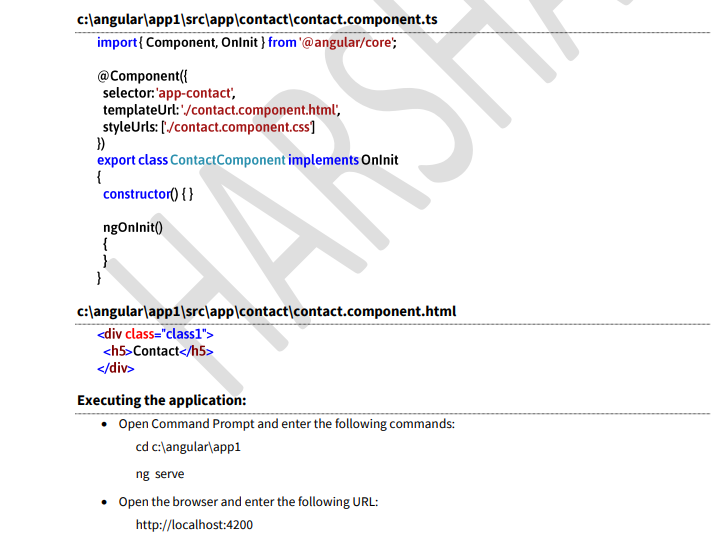 c:\angular\app1\src\app\contact\contact.component.ts
import { Component, OnInit } from '@angular/core';
@Component({
selector: 'app-contact',
templateUrl: './contact.component.html',
styleUrls: ['./contact.component.css']
})
export class ContactComponent implements OnInit
{
constructor() { }
ngOnInit()
{
}
}
c:\angular\app1\src\app\contact\contact.component.html
<div class="class1">
<h5>Contact</h5>
</div>
Executing the application:
• Open Command Prompt and enter the following commands:
cd c:\angular\app1
ng serve
• Open the browser and enter the following URL:
http://localhost:4200
HARSHA